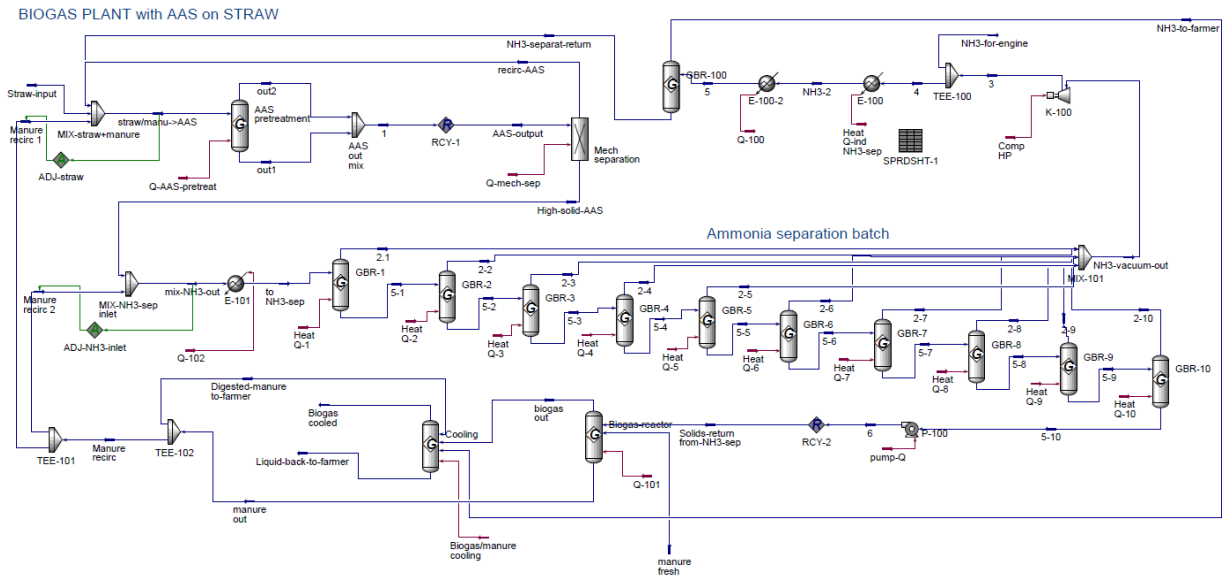 BIOGAS PLANT with AAS on STRAW
NH3-separat-return
NH3-to-farmer
recirc-AAS
NH3-for-engine
Straw-input
out2
GBR-100
5
E-100-2
NH3-2
E-100
4
TEE-100
3
K-100
Manure
recirc 1
MIX-straw+manure
straw/manu->AAS
AAS
pretreatment
G
A
ADJ-straw
Q-AAS-pretreat
out1
AAS
out
mix
1
R
RCY-1
AAS-output
Mech
separation
Q-mech-sep
Q-100
Heat
Q-ind
NH3-sep
SPRDSHT-1
Comp
HP
High-solid-AAS
Ammonia separation batch
Manure
recirc 2
MIX-NH3-sep
inlet
mix-NH3-out
E-101
to
NH3-sep
A
ADJ-NH3-inlet
Q-102
2.1
GBR-1
5-1
Heat
Q-1
2-2
GBR-2
5-2
Heat
Q-2
2-3
GBR-3
5-3
Heat
Q-3
2-4
GBR-4
5-4
Heat
Q-4
2-5
GBR-5
5-5
Heat
Q-5
2-6
GBR-6
5-6
Heat
Q-6
2-7
GBR-7
5-7
Heat
Q-7
2-8
GBR-8
5-8
Heat
Q-8
2-9
GBR-9
5-9
Heat
Q-9
2-10
GBR-10
Heat
Q-10
MIX-101
NH3-vacuum-out
Digested-manure
to-farmer
Biogas
cooled
Cooling
biogas
out
Biogas-reactor
Solids-return
from-NH3-sep
R
RCY-2
6
P-100
5-10
pump-Q
TEE-101
Manure
recirc
TEE-102
Liquid-back-to-farmer
Q-101
manure
out
Biogas/manure
cooling
manure
fresh